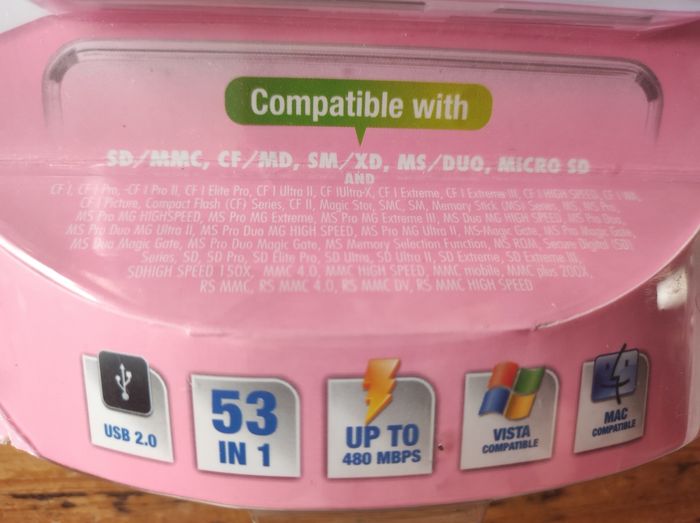 Compatible with
SD/MMC, CF/MD, SM/XD, MS/DUO, MICRO SD
AND
CF I, CF I Pro, CF I Pro II, CF I Elite Pro, CF I Ultra II, CF IUltra-X, CF I Extreme, CF I Extreme III, CF I HIGH SPEED, CF I WA,
CF I Picture, Compact Flash (CF) Series, CF II, Magic Stor, SMC, SM, Memory Stick (MS) Series, MS, MS Pro,
MS Pro MG HIGHSPEED, MS Pro MG Extreme, MS Pro MG Extreme III, MS Duo MG HIGH SPEED, MS Pro Duo,
MS Pro Duo MG Ultra II, MS Pro Duo MG HIGH SPEED, MS Pro MG Ultra II, MS-Magic Gate, MS Pro Magic Gate,
MS Duo Magic Gate, MS Pro Duo Magic Gate, MS Memory Selection Function, MS ROM, Secure Digital (SD)
Series, SD, SD Pro, SD Elite Pro, SD Ultra, SD Ultra II, SD Extreme, SD Extreme III,
SDHIGH SPEED 150X, MMC 4.0, MMC HIGH SPEED, MMC mobile, MMC plus 200X,
RS MMC, RS MMC 4.0, RS MMC DV, RS MMC HIGH SPEED
USB 2.0
53
IN 1
UP TO
480 MBPS
VISTA
COMPATIBLE
MAC
COMPATIBLE